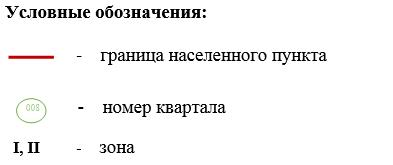 Условные обозначения:
- граница населенного пункта
008 - номер квартала
I, II - зона